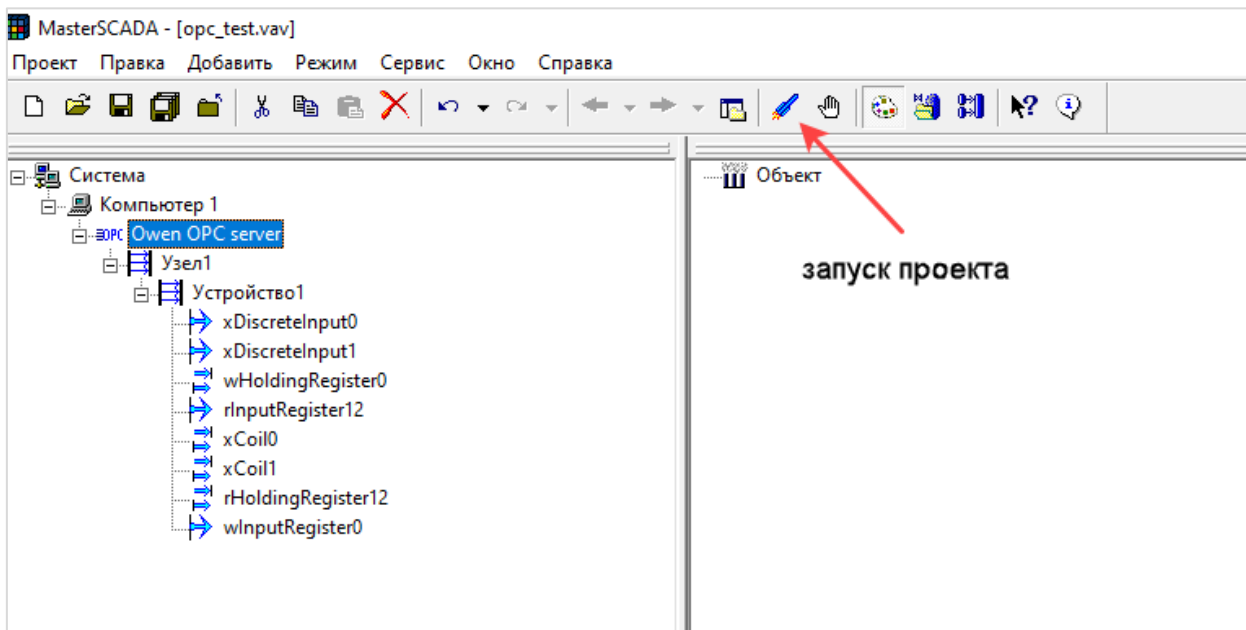 MasterSCADA - [opc_test.vav]
Проект Правка Добавить Режим Сервис Окно Справка
Система
Компьютер 1
OPC Owen OPC server
Узел1
Устройство1
xDiscreteInput0
xDiscreteInput1
wHoldingRegister0
rInputRegister12
xCoil0
xCoil1
rHoldingRegister12
wInputRegister0
Объект
запуск проекта